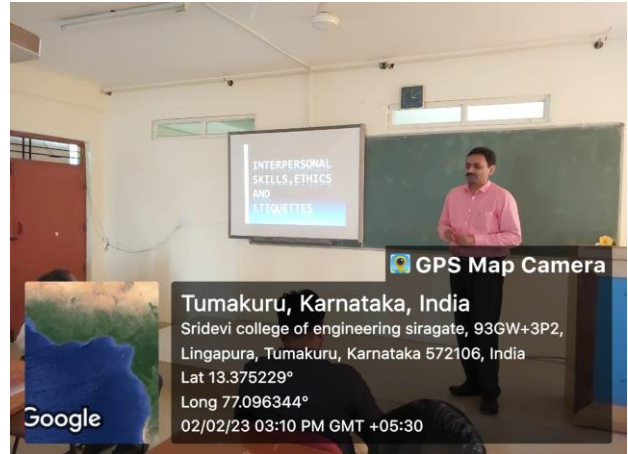 INTERPERSONAL
SKILLS,ETHICS
AND
ETIQUETTES
GPS Map Camera
Tumakuru, Karnataka, India
Sridevi college of engineering siragate, 93GW+3P2,
Lingapura, Tumakuru, Karnataka 572106, India
Lat 13.375229°
Long 77.096344°
02/02/23 03:10 PM GMT +05:30
Google